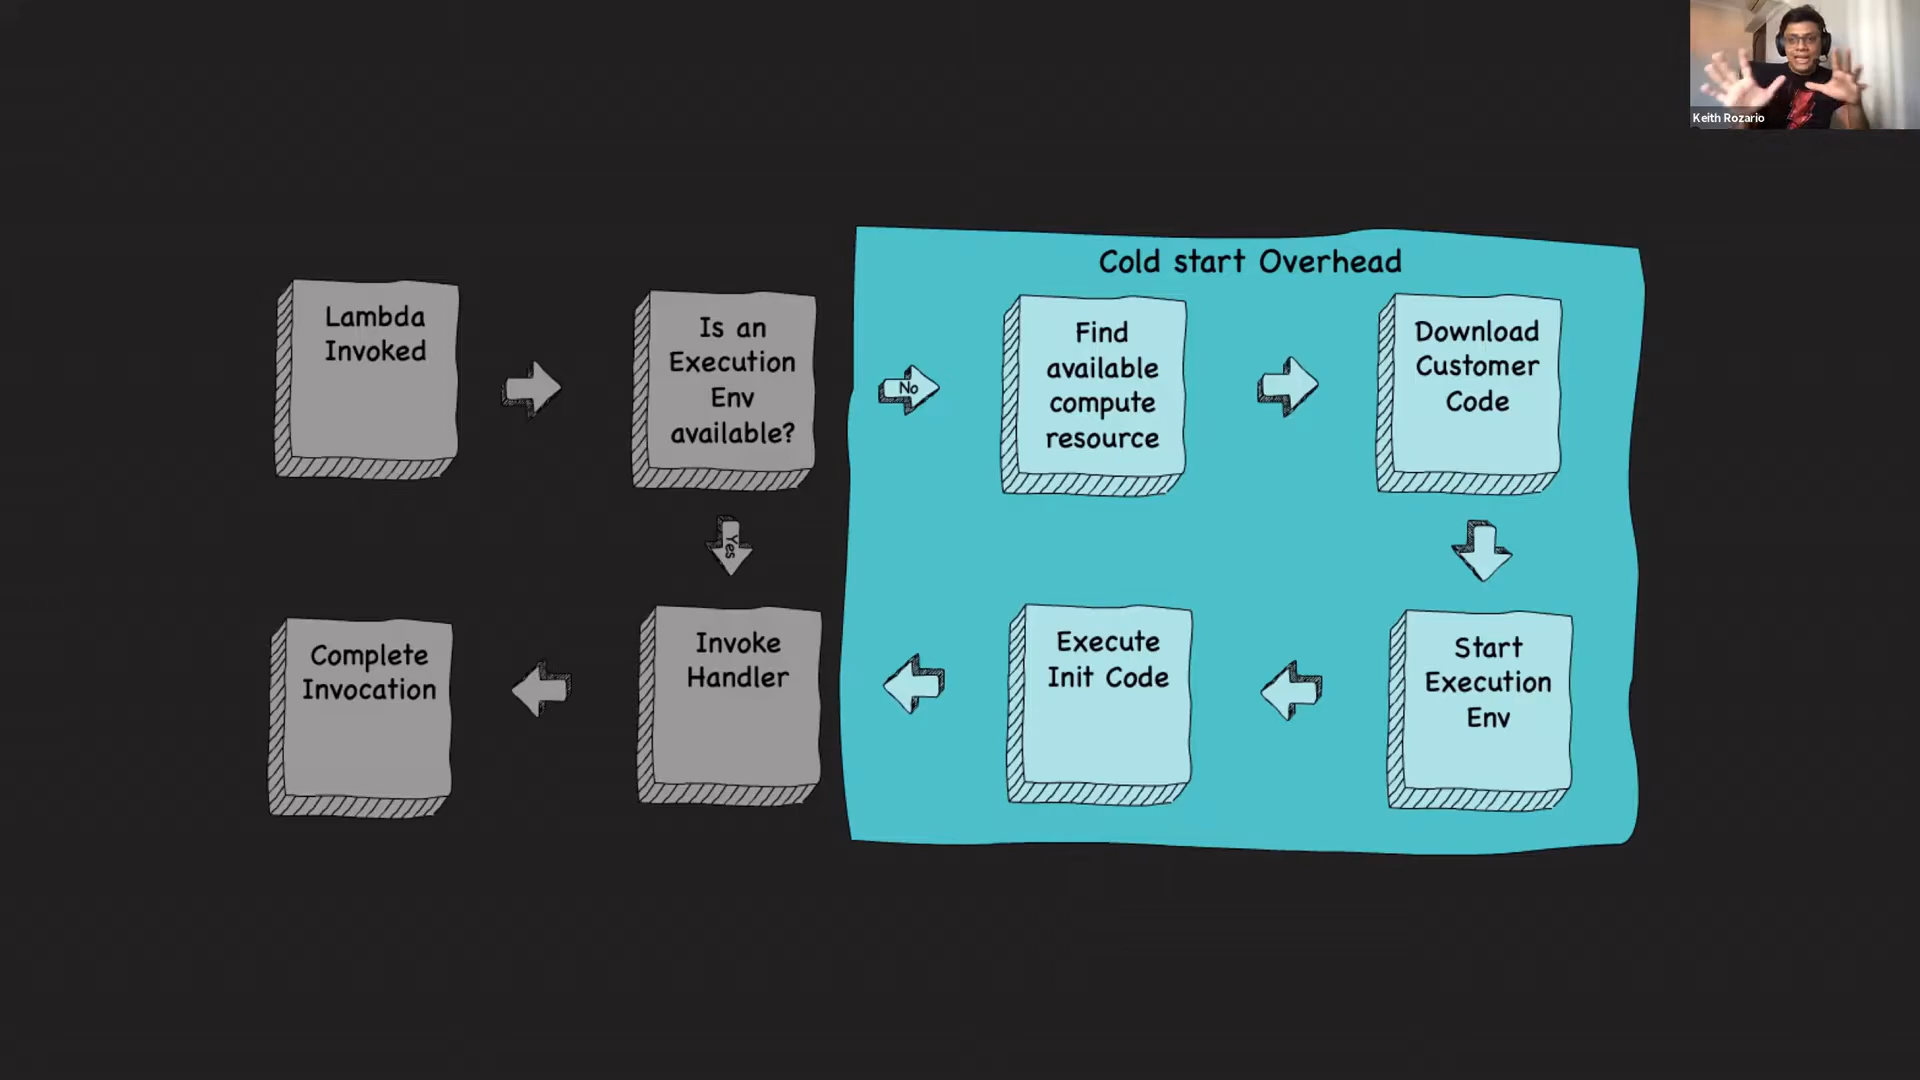 Keith Rozario
Cold start Overhead
Lambda
Invoked
Is an
Execution
Env
available?
No
Find
available
compute
resource
Download
Customer
Code
Yes
Complete
Invocation
Invoke
Handler
Execute
Init Code
Start
Execution
Env